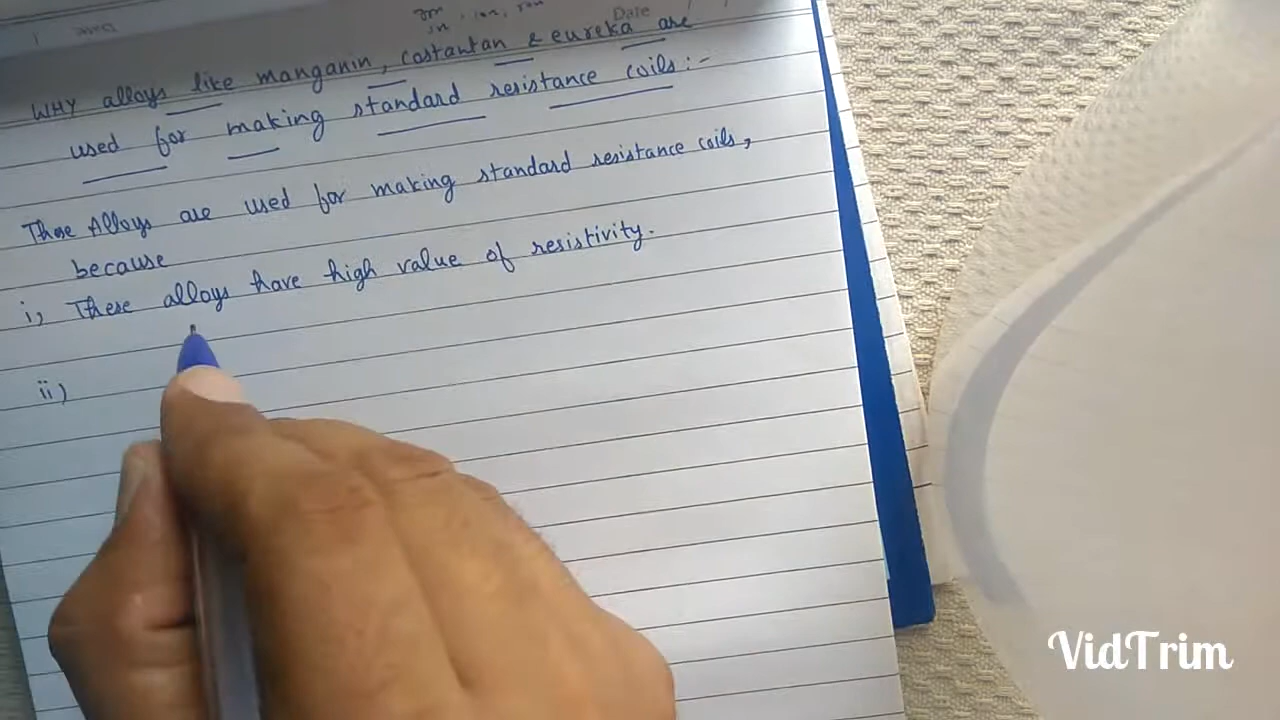 Date
WHY alloys like manganin, costantan & eureka are
used for making standard resistance coils:-
These Alloys are used for making standard resistance coils,
because
i, These alloys have high value of resistivity.
ii)
VidTrim